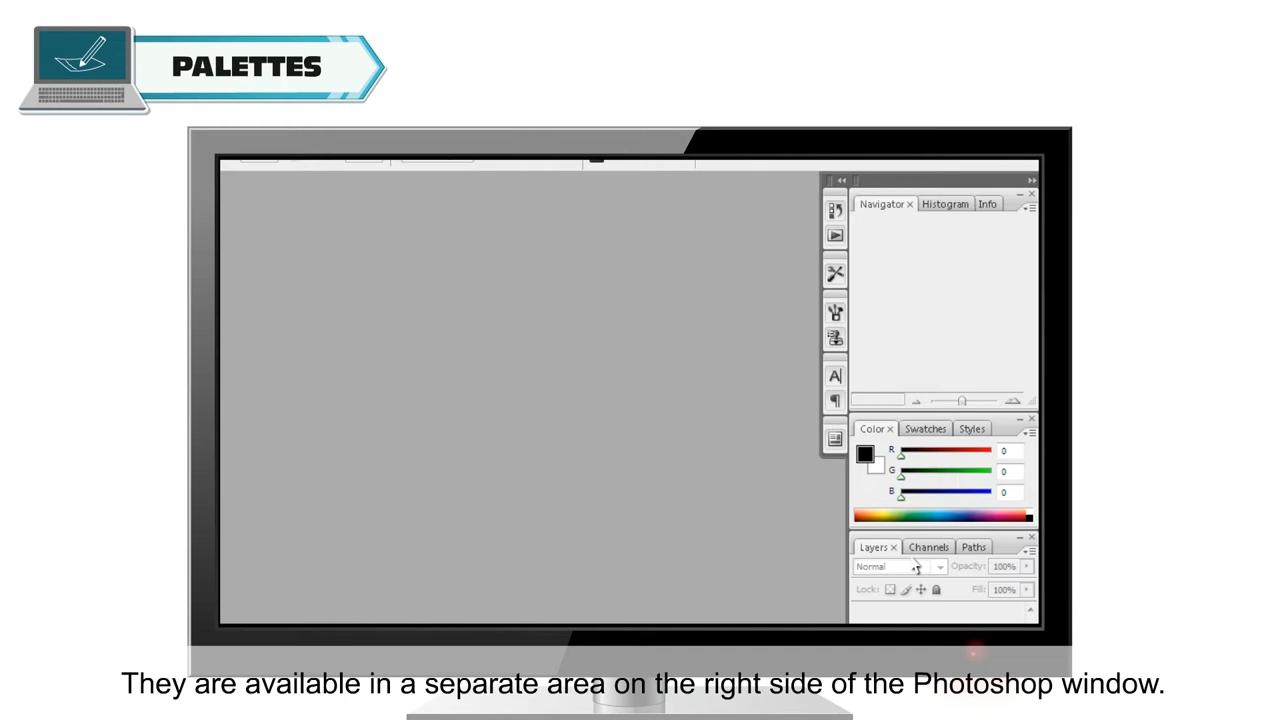 PALETTES
Navigator Histogram Info
Color Swatches Styles
R 0
G 0
B 0
Layers Channels Paths
Normal Opacity: 100%
Lock: Fill: 100%
They are available in a separate area on the right side of the Photoshop window.